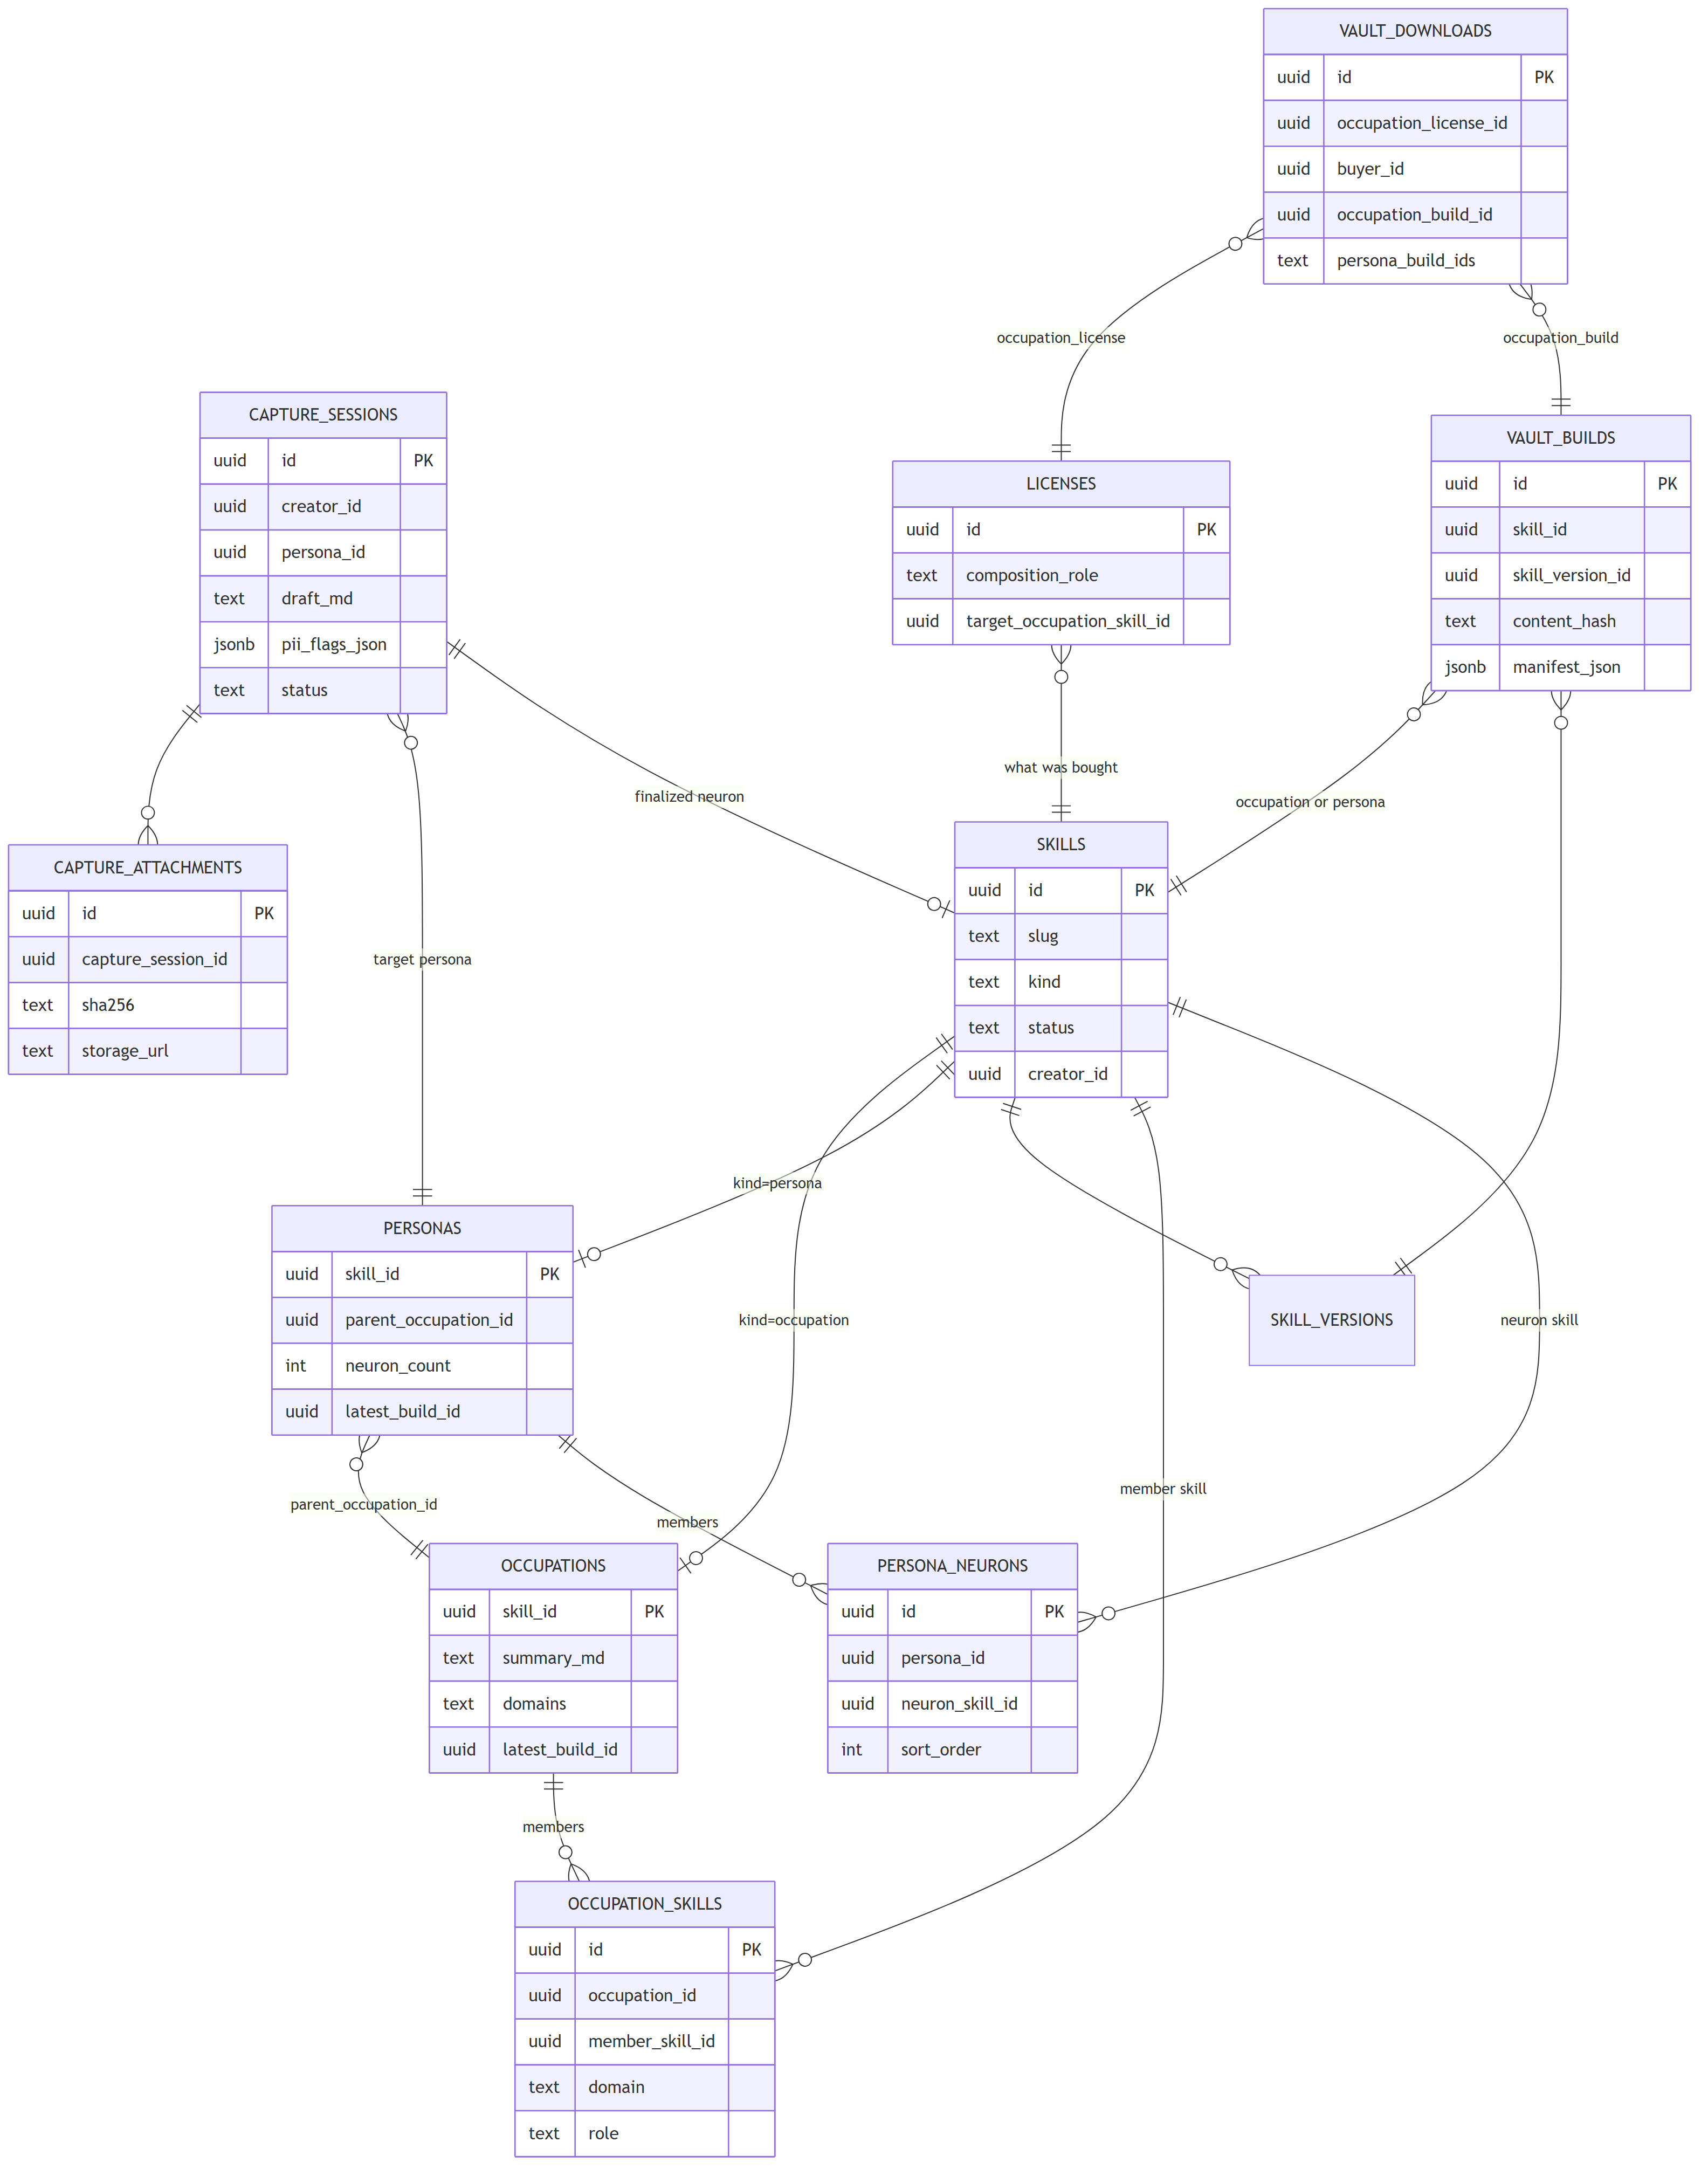 VAULT_DOWNLOADS
uuid id PK
uuid occupation_license_id
uuid buyer_id
uuid occupation_build_id
text persona_build_ids
occupation_license
occupation_build
CAPTURE_SESSIONS
uuid id PK
uuid creator_id
uuid persona_id
text draft_md
jsonb pii_flags_json
text status
LICENSES
uuid id PK
text composition_role
uuid target_occupation_skill_id
VAULT_BUILDS
uuid id PK
uuid skill_id
uuid skill_version_id
text content_hash
jsonb manifest_json
finalized neuron
what was bought
occupation or persona
CAPTURE_ATTACHMENTS
uuid id PK
uuid capture_session_id
text sha256
text storage_url
target persona
SKILLS
uuid id PK
text slug
text kind
text status
uuid creator_id
kind=persona
kind=occupation
PERSONAS
uuid skill_id PK
uuid parent_occupation_id
int neuron_count
uuid latest_build_id
SKILL_VERSIONS
neuron skill
member skill
parent_occupation_id
members
OCCUPATIONS
uuid skill_id PK
text summary_md
text domains
uuid latest_build_id
PERSONA_NEURONS
uuid id PK
uuid persona_id
uuid neuron_skill_id
int sort_order
members
OCCUPATION_SKILLS
uuid id PK
uuid occupation_id
uuid member_skill_id
text domain
text role